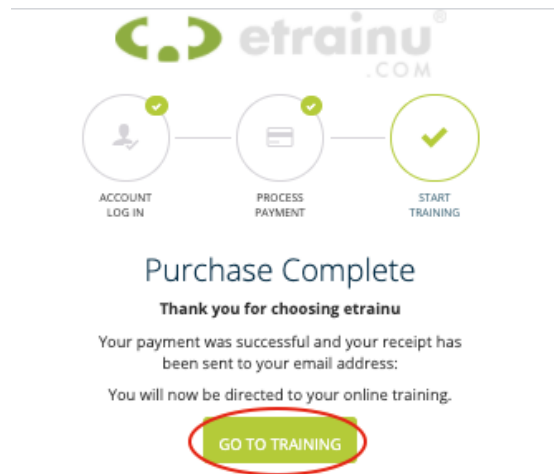 etrainu®
.COM
ACCOUNT
LOG IN
PROCESS
PAYMENT
START
TRAINING
Purchase Complete
Thank you for choosing etrainu
Your payment was successful and your receipt has
been sent to your email address:
You will now be directed to your online training.
GO TO TRAINING